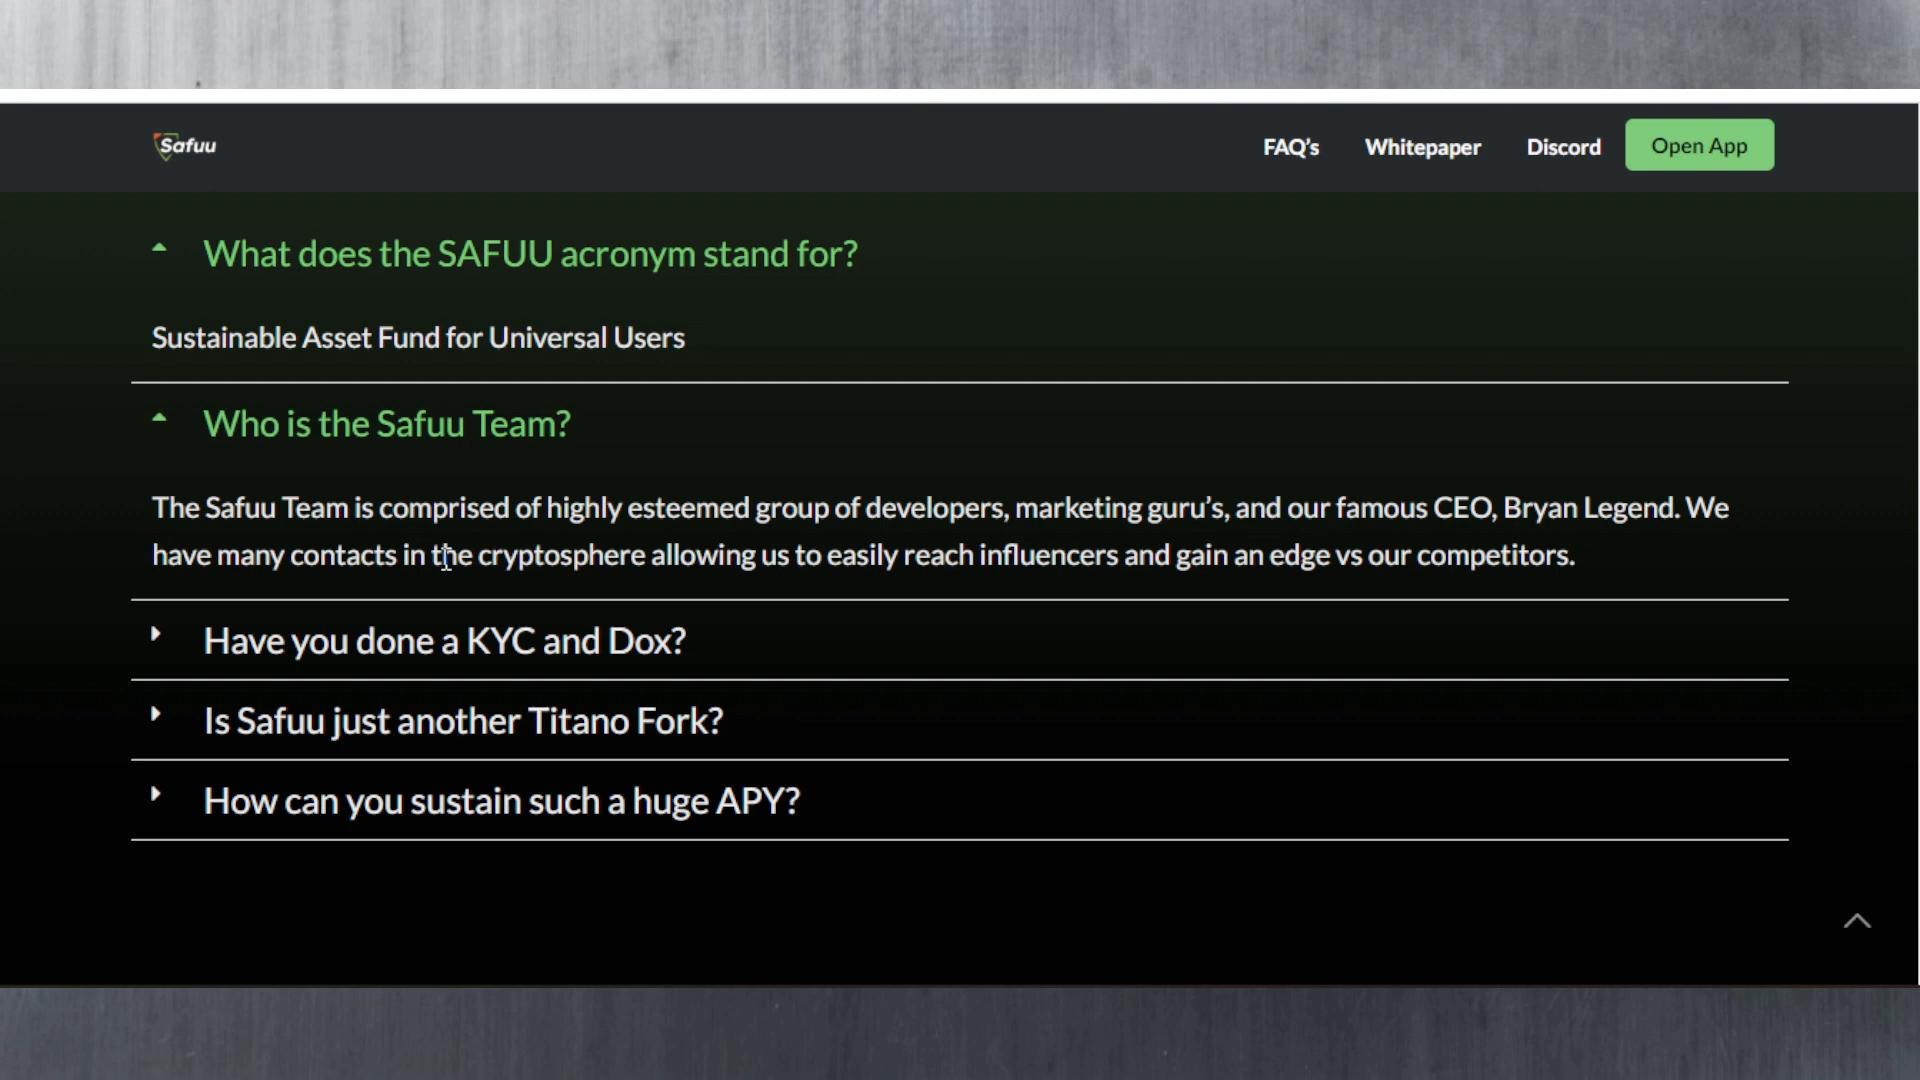 Safuu
FAQ's
Whitepaper
Discord
Open App
What does the SAFUU acronym stand for?
Sustainable Asset Fund for Universal Users
Who is the Safuu Team?
The Safuu Team is comprised of highly esteemed group of developers, marketing guru's, and our famous CEO, Bryan Legend. We
have many contacts in the cryptosphere allowing us to easily reach influencers and gain an edge vs our competitors.
Have you done a KYC and Dox?
Is Safuu just another Titano Fork?
How can you sustain such a huge APY?